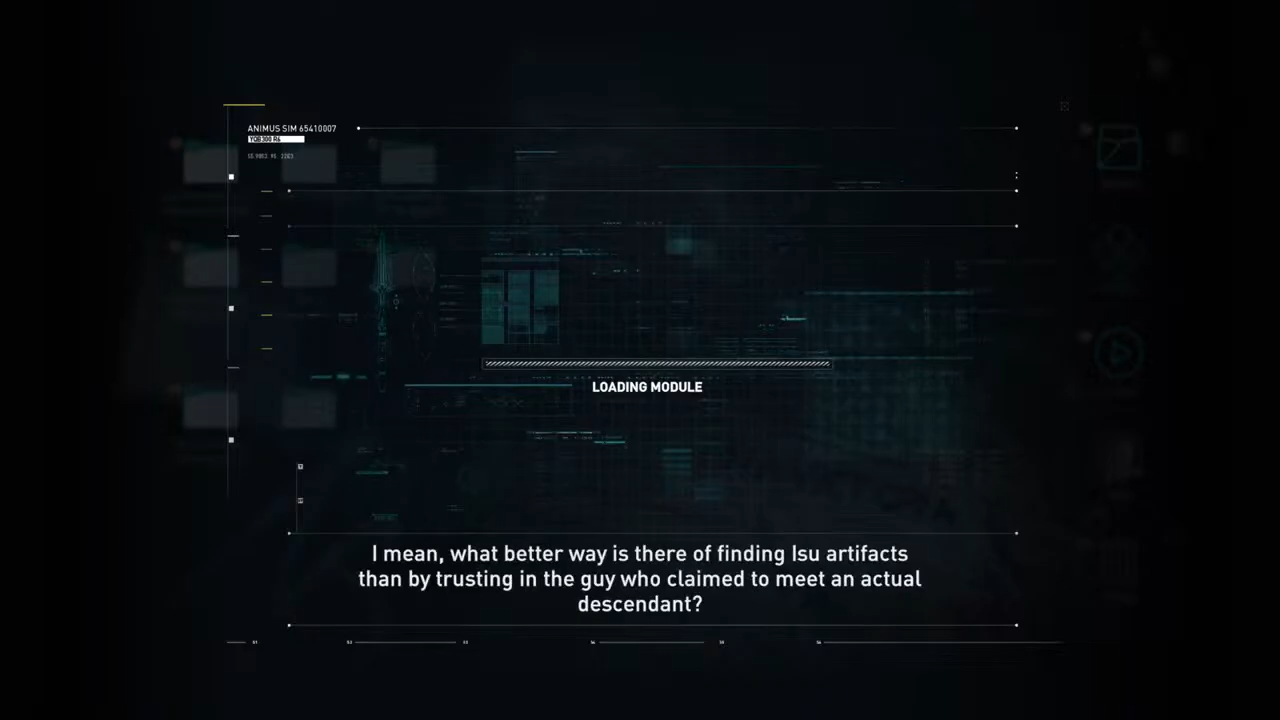 ANIMUS SIM 65410007
LOADING MODULE
I mean, what better way is there of finding Isu artifacts
than by trusting in the guy who claimed to meet an actual
descendant?